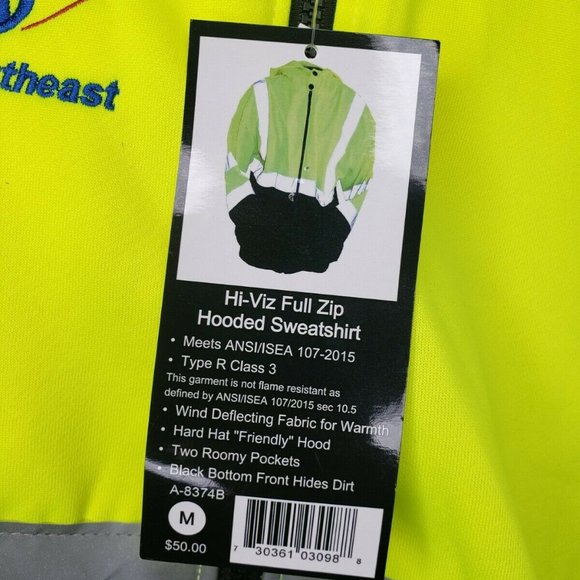 theast
Hi-Viz Full Zip
Hooded Sweatshirt
• Meets ANSI/ISEA 107-2015
• Type R Class 3
This garment is not flame resistant as
defined by ANSI/ISEA 107/2015 sec 10.5
• Wind Deflecting Fabric for Warmth
• Hard Hat "Friendly" Hood
• Two Roomy Pockets
• Black Bottom Front Hides Dirt
A-8374B
M
$50.00
7 30361 03098 8